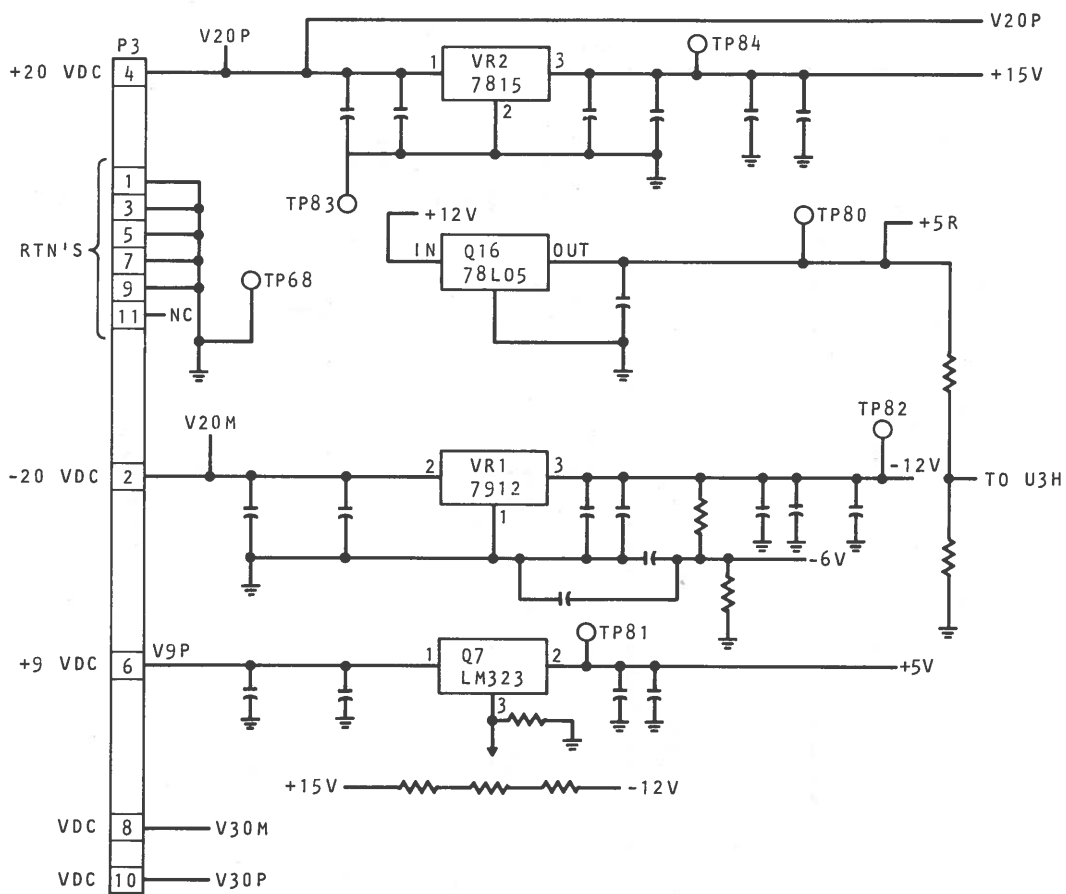 V20P
V20P
P3
TP84
+20 VDC 4 1 VR2 3 +15V
7815
2
1
TP83
3 +12V TP80 +5R
5 IN Q16 OUT
RTN'S 7 78L05
9 TP68
11 NC
TP82
V20M
-12V
-20 VDC 2 2 VR1 3 TO U3H
7912
1
-6V
TP81
+9 VDC 6 V9P 1 Q7 2 +5V
LM323
3
+15V -12V
VDC 8 V30M
VDC 10 V30P